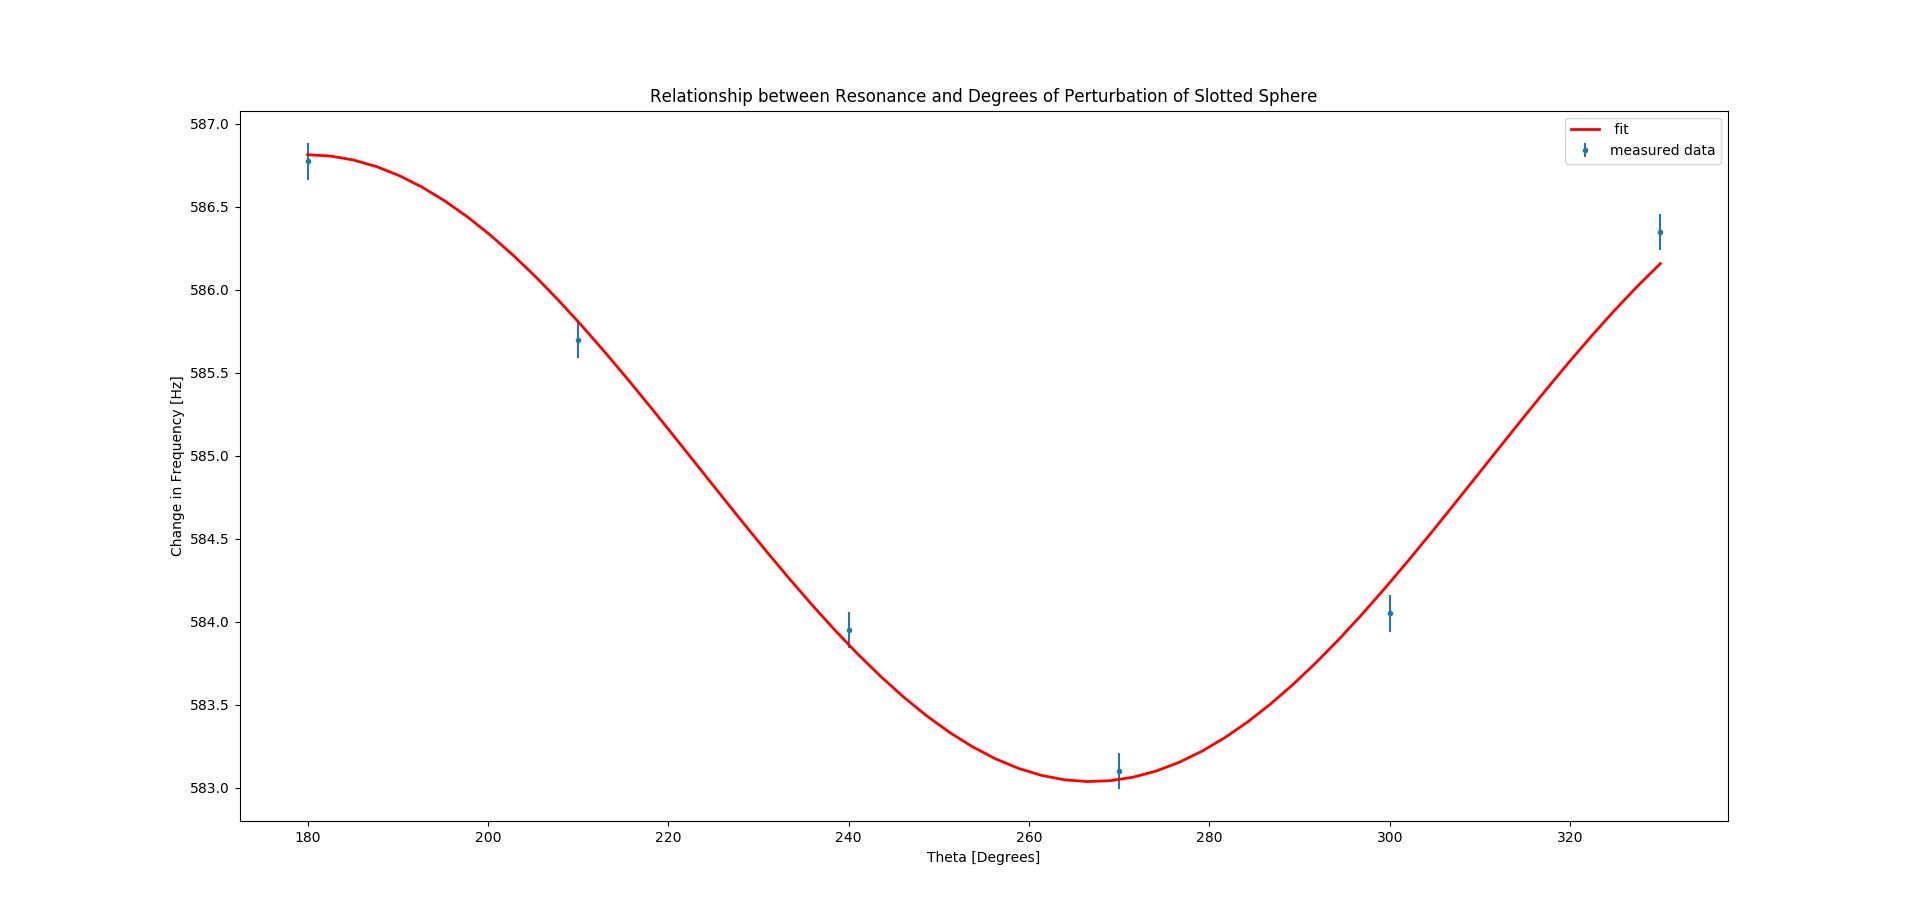 Relationship between Resonance and Degrees of Perturbation of Slotted Sphere
fit
measured data
Change in Frequency [Hz]
587.0
586.5
586.0
585.5
585.0
584.5
584.0
583.5
583.0
180 200 220 240 260 280 300 320
Theta [Degrees]